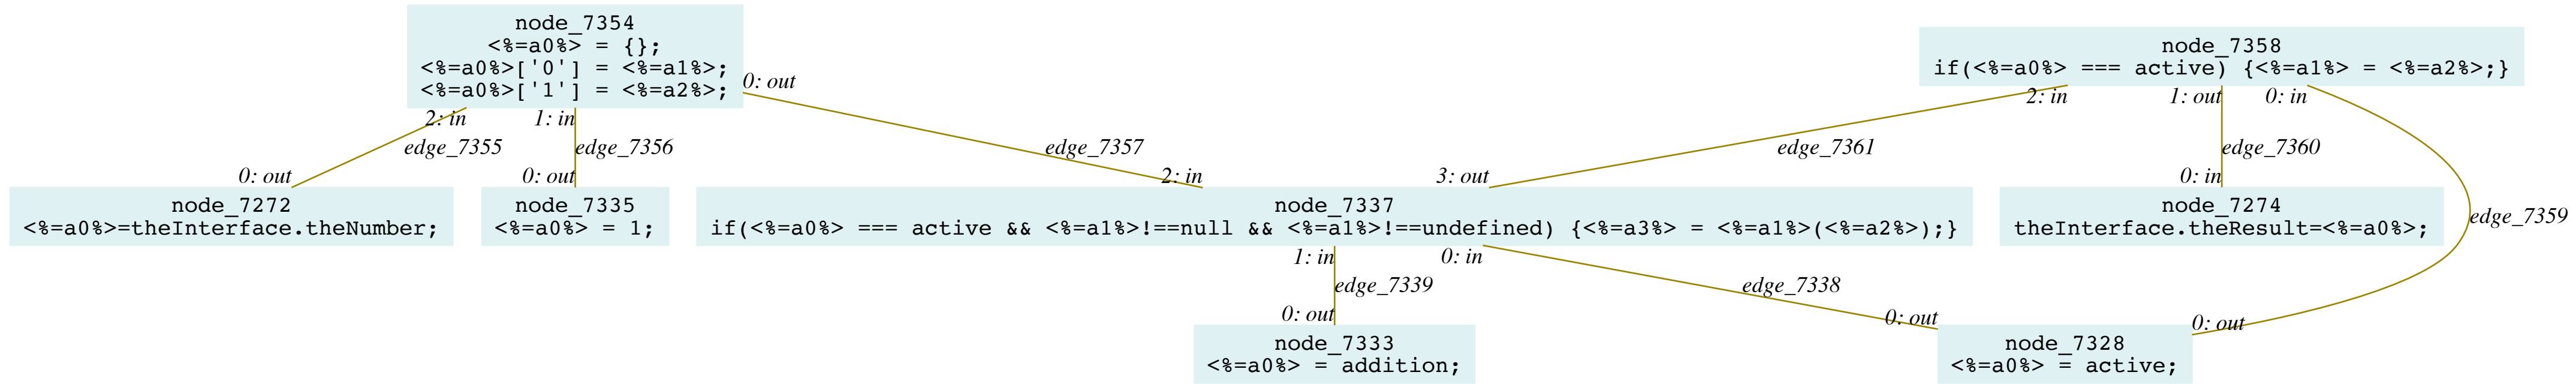 node_7354
<%=a0%> = {};
<%=a0%>['0'] = <%=a1%>;
<%=a0%>['1'] = <%=a2%>;
node_7358
if(<%=a0%> === active) {<%=a1%> = <%=a2%>;}
0: out
2: in
1: in
2: in
1: out
0: in
edge_7355
edge_7356
edge_7357
edge_7361
edge_7360
0: out
0: out
2: in
3: out
0: in
node_7272
<%=a0%>=theInterface.theNumber;
node_7335
<%=a0%> = 1;
node_7337
if(<%=a0%> === active && <%=a1%>!==null && <%=a1%>!==undefined) {<%=a3%> = <%=a1%>(<%=a2%>);}
node_7274
theInterface.theResult=<%=a0%>;
edge_7359
1: in
0: in
edge_7339
edge_7338
0: out
0: out
0: out
node_7333
<%=a0%> = addition;
node_7328
<%=a0%> = active;